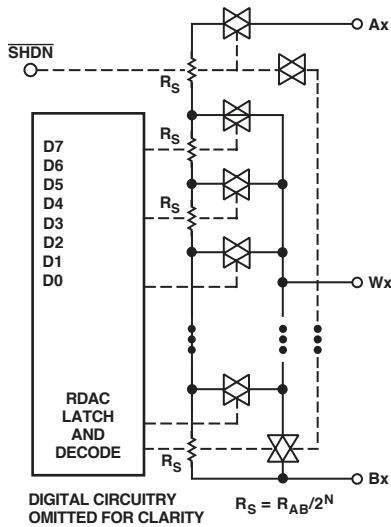 Ax
SHDN
RS
RS
D7
D6
RS
D5
D4
D3
D2
D1
D0
Wx
RDAC
LATCH
AND
DECODE
RS
Bx
DIGITAL CIRCUITRY
OMITTED FOR CLARITY
RS = RAB/2^N